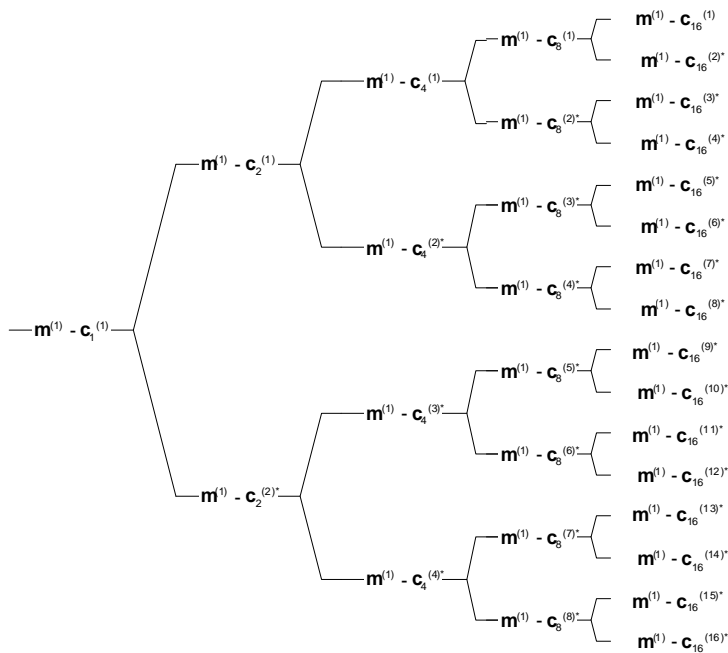 m⁽¹⁾ - c₁⁽¹⁾
m⁽¹⁾ - c₂⁽¹⁾
m⁽¹⁾ - c₂⁽²⁾*
m⁽¹⁾ - c₄⁽¹⁾
m⁽¹⁾ - c₄⁽²⁾*
m⁽¹⁾ - c₄⁽³⁾*
m⁽¹⁾ - c₄⁽⁴⁾*
m⁽¹⁾ - c₈⁽¹⁾
m⁽¹⁾ - c₈⁽²⁾*
m⁽¹⁾ - c₈⁽³⁾*
m⁽¹⁾ - c₈⁽⁴⁾*
m⁽¹⁾ - c₈⁽⁵⁾*
m⁽¹⁾ - c₈⁽⁶⁾*
m⁽¹⁾ - c₈⁽⁷⁾*
m⁽¹⁾ - c₈⁽⁸⁾*
m⁽¹⁾ - c₁₆⁽¹⁾
m⁽¹⁾ - c₁₆⁽²⁾*
m⁽¹⁾ - c₁₆⁽³⁾*
m⁽¹⁾ - c₁₆⁽⁴⁾*
m⁽¹⁾ - c₁₆⁽⁵⁾*
m⁽¹⁾ - c₁₆⁽⁶⁾*
m⁽¹⁾ - c₁₆⁽⁷⁾*
m⁽¹⁾ - c₁₆⁽⁸⁾*
m⁽¹⁾ - c₁₆⁽⁹⁾*
m⁽¹⁾ - c₁₆⁽¹⁰⁾*
m⁽¹⁾ - c₁₆⁽¹¹⁾*
m⁽¹⁾ - c₁₆⁽¹²⁾*
m⁽¹⁾ - c₁₆⁽¹³⁾*
m⁽¹⁾ - c₁₆⁽¹⁴⁾*
m⁽¹⁾ - c₁₆⁽¹⁵⁾*
m⁽¹⁾ - c₁₆⁽¹⁶⁾*